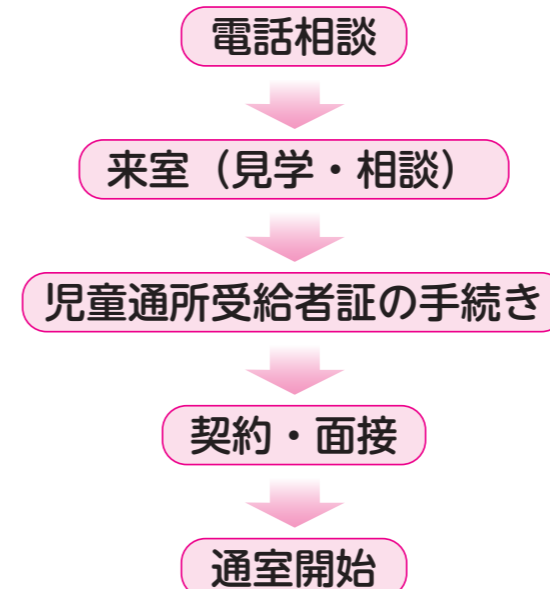 電話相談
来室（見学・相談）
児童通所受給者証の手続き
契約・面接
通室開始